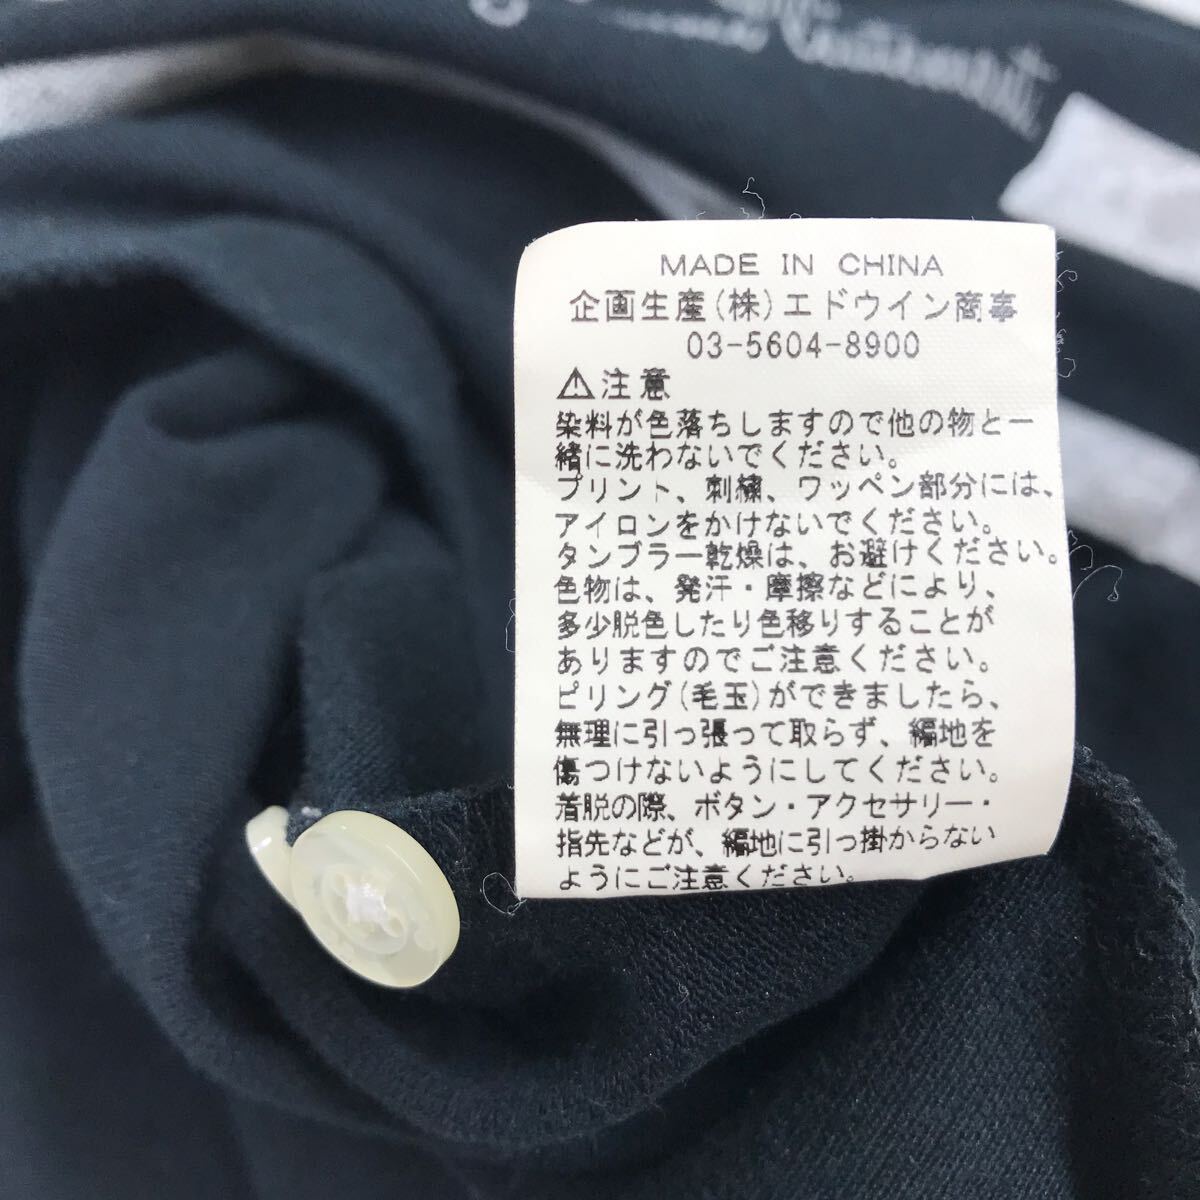 MADE IN CHINA
企画生産(株)エドウイン商事
03-5604-8900
⚠注意
染料が色落ちしますので他の物と一
緒に洗わないでください。
プリント、刺繍、ワッペン部分には、
アイロンをかけないでください。
タンブラー乾燥は、お避けください。
色物は、発汗・摩擦などにより、
多少脱色したり色移りすることが
ありますのでご注意ください。
ピリング(毛玉)ができましたら、
無理に引っ張って取らず、編地を
傷つけないようにしてください。
着脱の際、ボタン・アクセサリー・
指先などが、編地に引っ掛からない
ようにご注意ください。